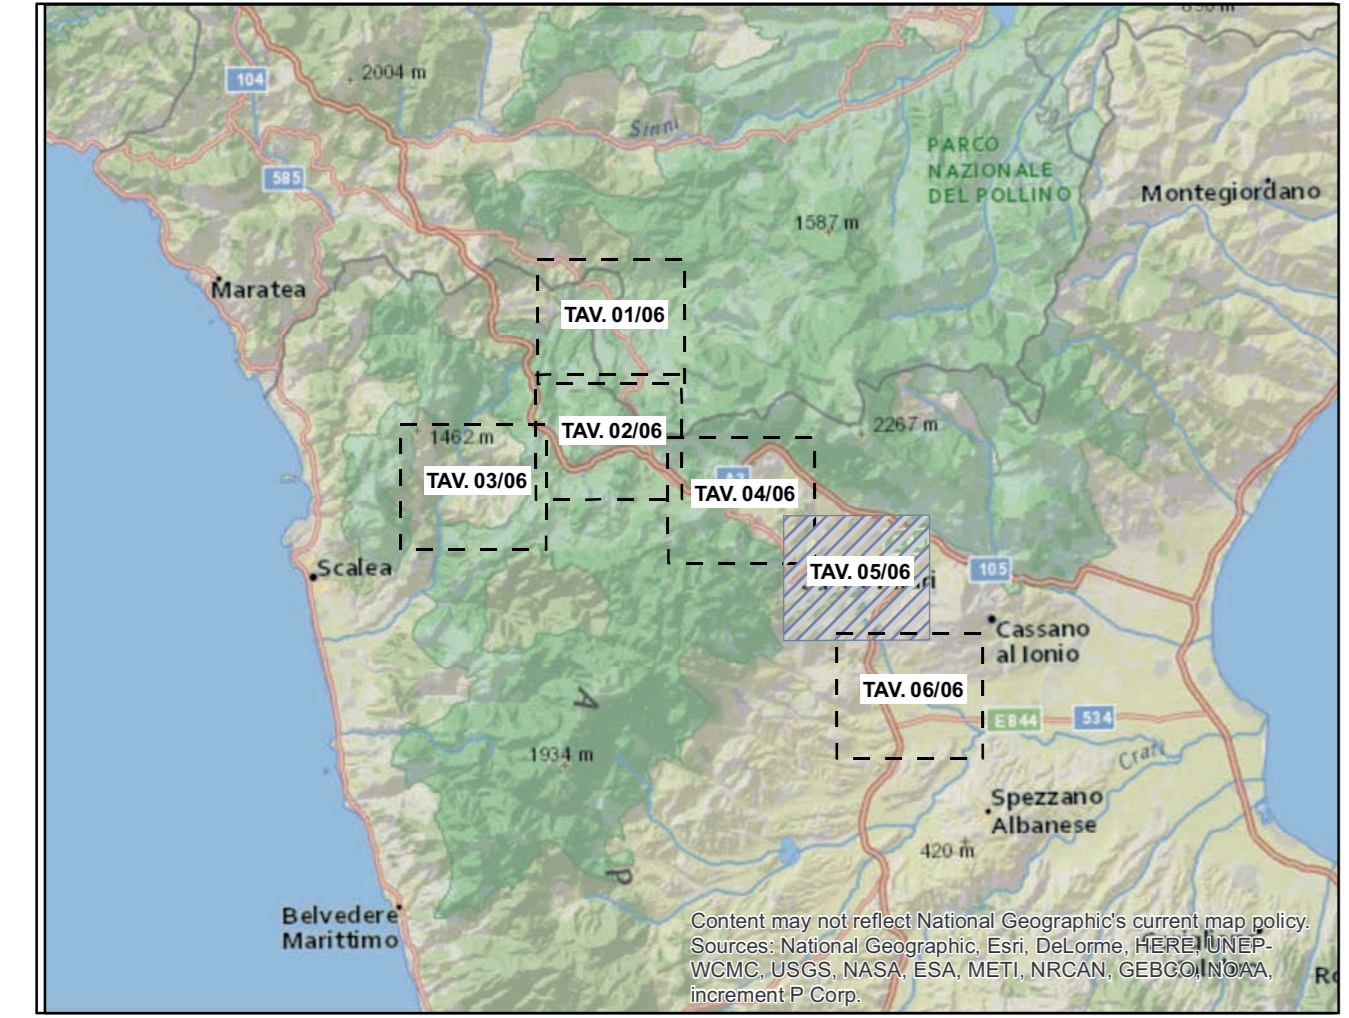 104
2004 m
Sinni
PARCO
NAZIONALE
DEL POLLINO
585
Montegiordano
1587 m
Maratea
TAV. 01/06
2267 m
TAV. 02/06
1462 m
TAV. 03/06
TAV. 04/06
Scalea
TAV. 05/06
105
Cassano
al Ionio
TAV. 06/06
E844
534
A
1934 m
Crati
Spezzano
Albanese
420 m
P
Belvedere
Marittimo
Content may not reflect National Geographic's current map policy.
Sources: National Geographic, Esri, DeLorme, HERE, UNEP-
WCMC, USGS, NASA, ESA, METI, NRCAN, GEBCO, NOAA,
increment P Corp.